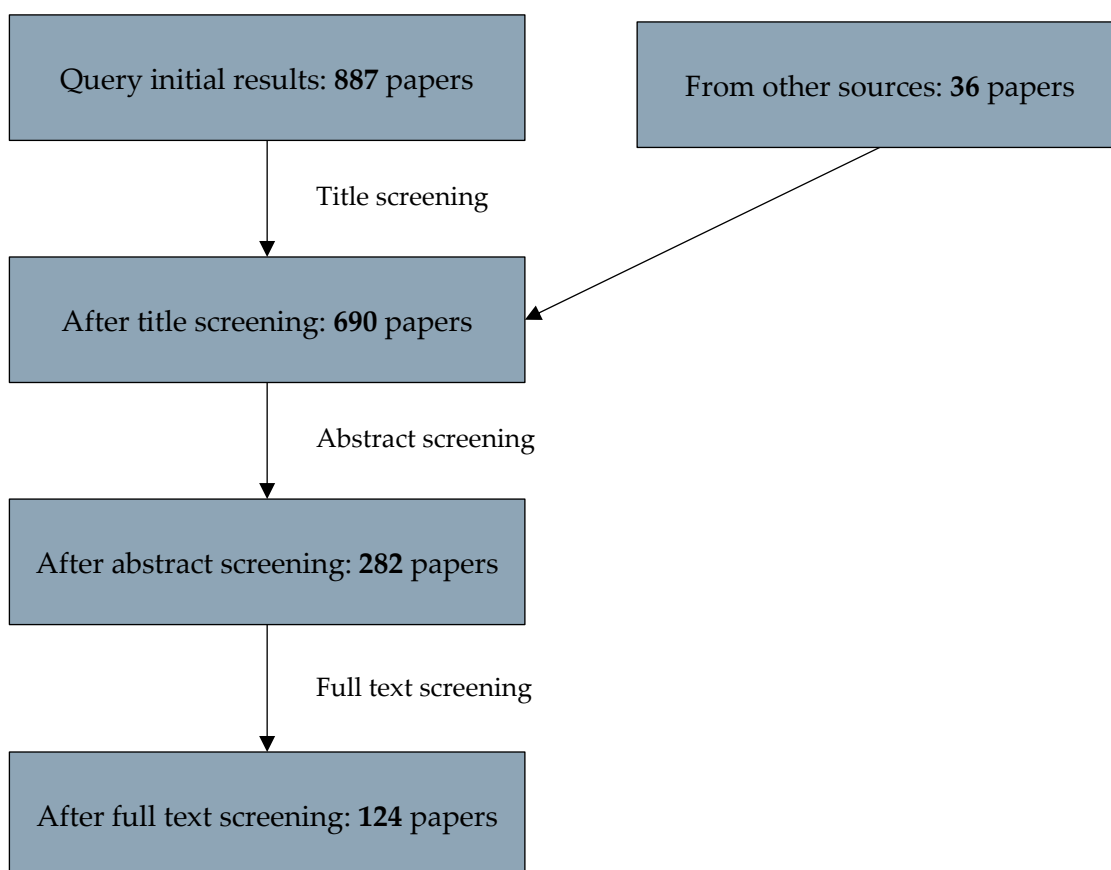 Query initial results: 887 papers
From other sources: 36 papers
Title screening
After title screening: 690 papers
Abstract screening
After abstract screening: 282 papers
Full text screening
After full text screening: 124 papers